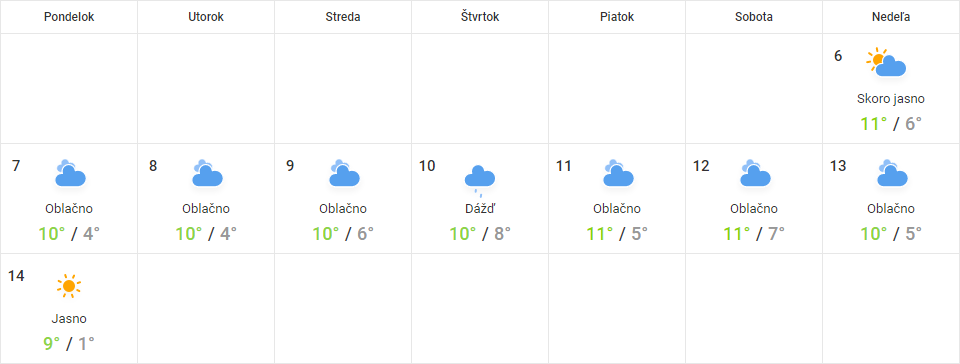 Pondelok Utorok Streda Štvrtok Piatok Sobota Nedeľa
6
Skoro jasno
11° / 6°
7 8 9 10 11 12 13
Oblačno Oblačno Oblačno Dážď Oblačno Oblačno Oblačno
10° / 4° 10° / 4° 10° / 6° 10° / 8° 11° / 5° 11° / 7° 10° / 5°
14
Jasno
9° / 1°